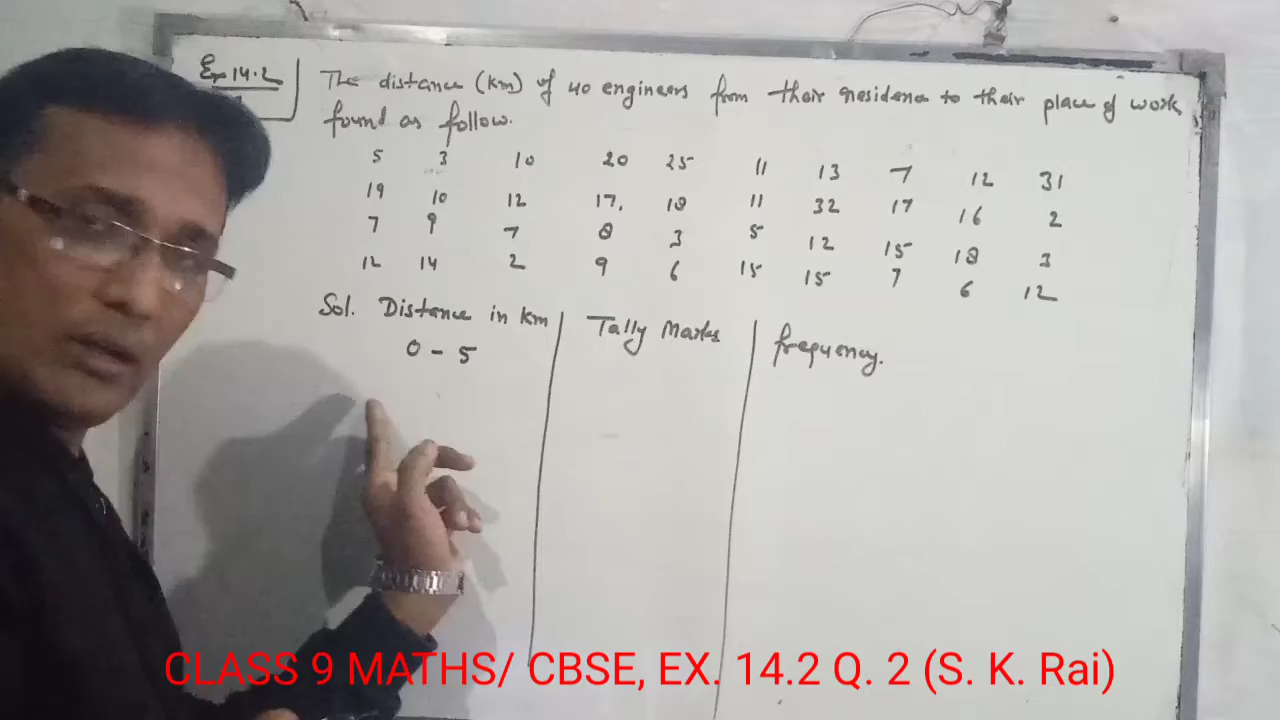 Ex 14.2
The distance (km) of 40 engineers from their residence to their place of work
found as follow.
5 3 10 20 25 11 13 7 12 31
19 10 12 17. 18 11 32 17 16 2
7 9 7 8 3 5 12 15 18 3
12 14 2 9 6 15 15 7 6 12
Sol. Distance in km Tally Marks frequency.
0 - 5
CLASS 9 MATHS/ CBSE, EX. 14.2 Q. 2 (S. K. Rai)